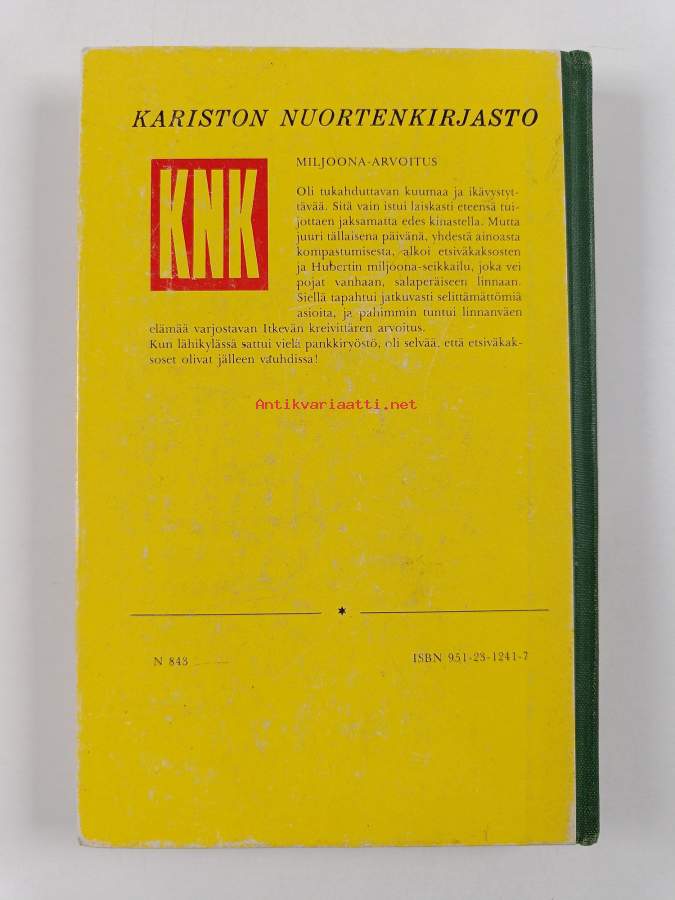 KARISTON NUORTENKIRJASTO
KNK
MILJOONA-ARVOITUS
Oli tukahduttavan kuumaa ja ikävystyt-
tävää. Sitä vain istui laiskasti eteensä tui-
jottaen jaksamatta edes kinastella. Mutta
juuri tällaisena päivänä, yhdestä ainoasta
kompastumisesta, alkoi etsiväkaksosten
ja Hubertin miljoona-seikkailu, joka vei
pojat vanhaan, salaperäiseen linnaan.
Siellä tapahtui jatkuvasti selittämättömiä
asioita, ja pahimmin tuntui linnanväen
elämää varjostavan Itkevän kreivittären arvoitus.
Kun lähikylässä sattui vielä pankkiryöstö, oli selvää, että etsiväkak-
soset olivat jälleen vauhdissa!
Antikvariaatti.net
N 843
ISBN 951-23-1241-7